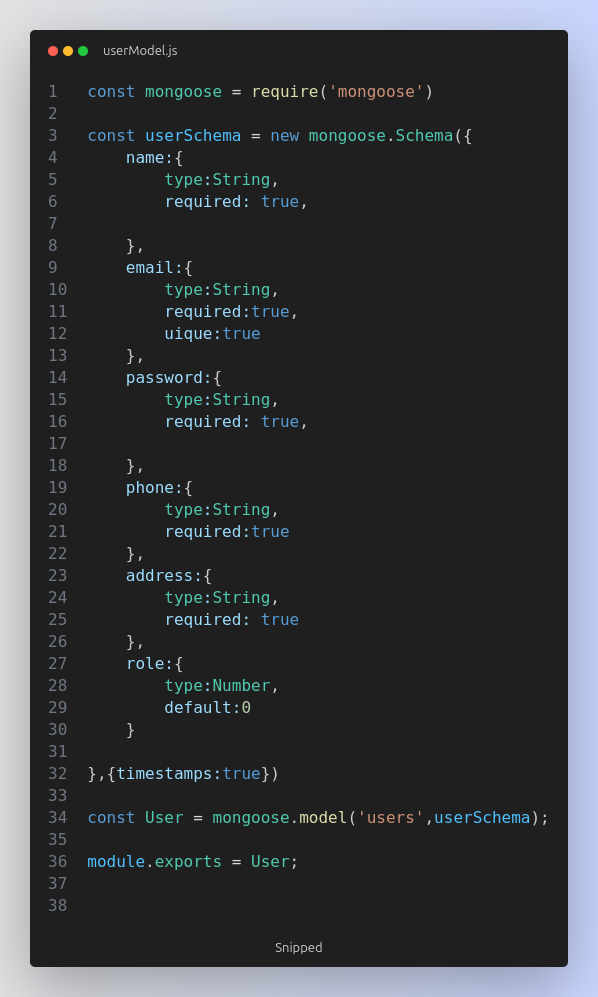 userModel.js
1 const mongoose = require('mongoose')
2
3 const userSchema = new mongoose.Schema({
4     name:{
5         type:String,
6         required: true,
7
8     },
9     email:{
10         type:String,
11         required:true,
12         uique:true
13     },
14     password:{
15         type:String,
16         required: true,
17
18     },
19     phone:{
20         type:String,
21         required:true
22     },
23     address:{
24         type:String,
25         required: true
26     },
27     role:{
28         type:Number,
29         default:0
30     }
31
32 },{timestamps:true})
33
34 const User = mongoose.model('users',userSchema);
35
36 module.exports = User;
37
38
Snipped